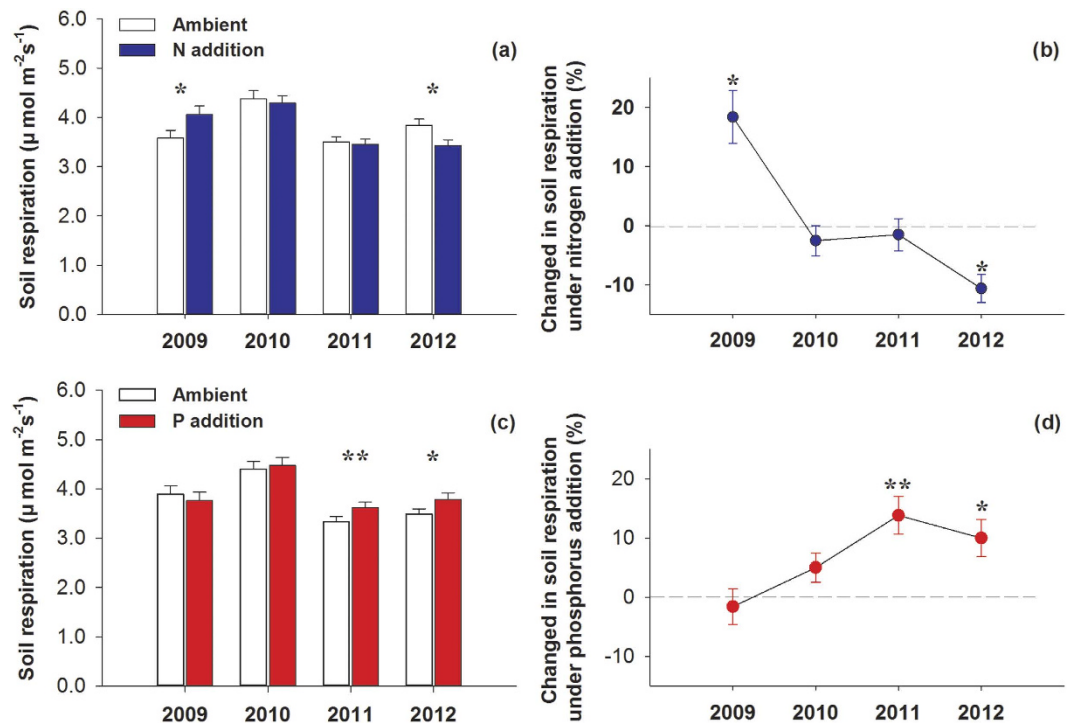 6.0
5.0
4.0
3.0
2.0
1.0
0.0
Soil respiration (μ mol m⁻²s⁻¹)
Ambient
N addition
(a)
*
*
2009 2010 2011 2012
20
10
0
-10
Changed in soil respiration
under nitrogen addition (%)
(b)
*
*
2009 2010 2011 2012
6.0
5.0
4.0
3.0
2.0
1.0
0.0
Soil respiration (μ mol m⁻²s⁻¹)
Ambient
P addition
(c)
**
*
2009 2010 2011 2012
20
10
0
-10
Changed in soil respiration
under phosphorus addition (%)
(d)
**
*
2009 2010 2011 2012